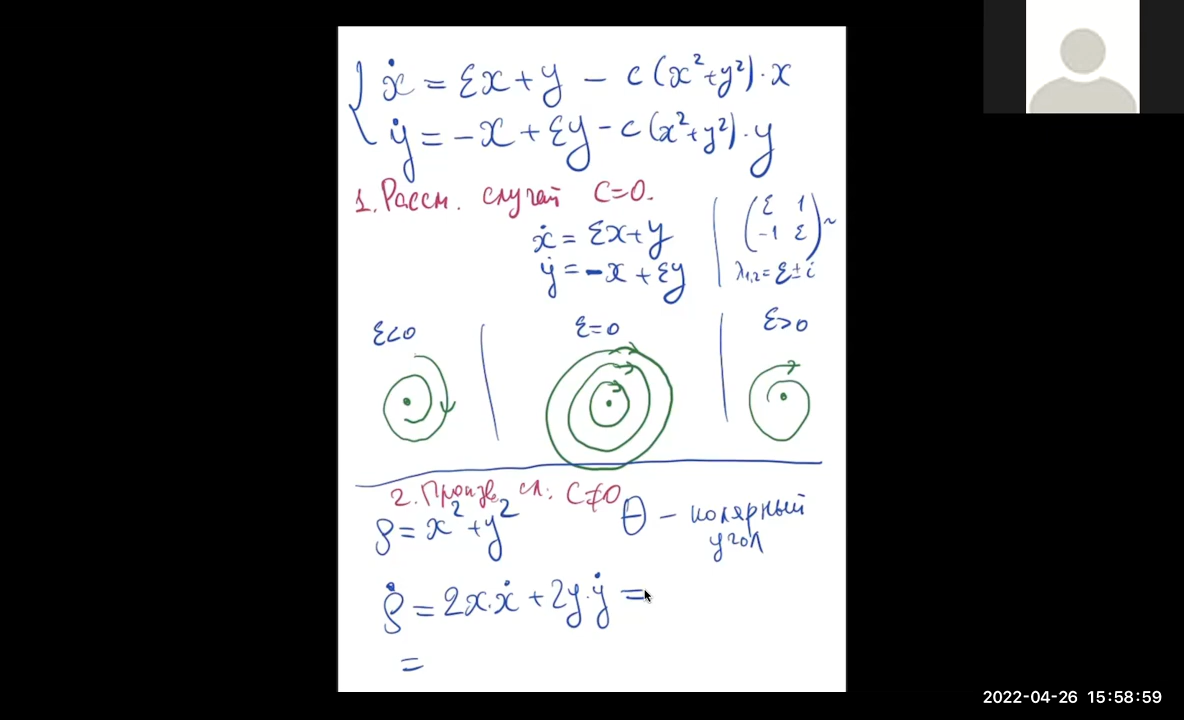 ẋ = εx + y − c(x²+y²)·x
ẏ = −x + εy − c(x²+y²)·y
1. Рассм. случай C=0.
ẋ = εx + y
ẏ = −x + εy
( ε 1
−1 ε ) ~
λ₁,₂ = ε ± i
ε<0
ε=0
ε>0
2. Произв. сл. C≠0
ρ = x² + y²
θ – полярный
угол
ρ̇ = 2x·ẋ + 2y·ẏ =
=
2022-04-26 15:58:59